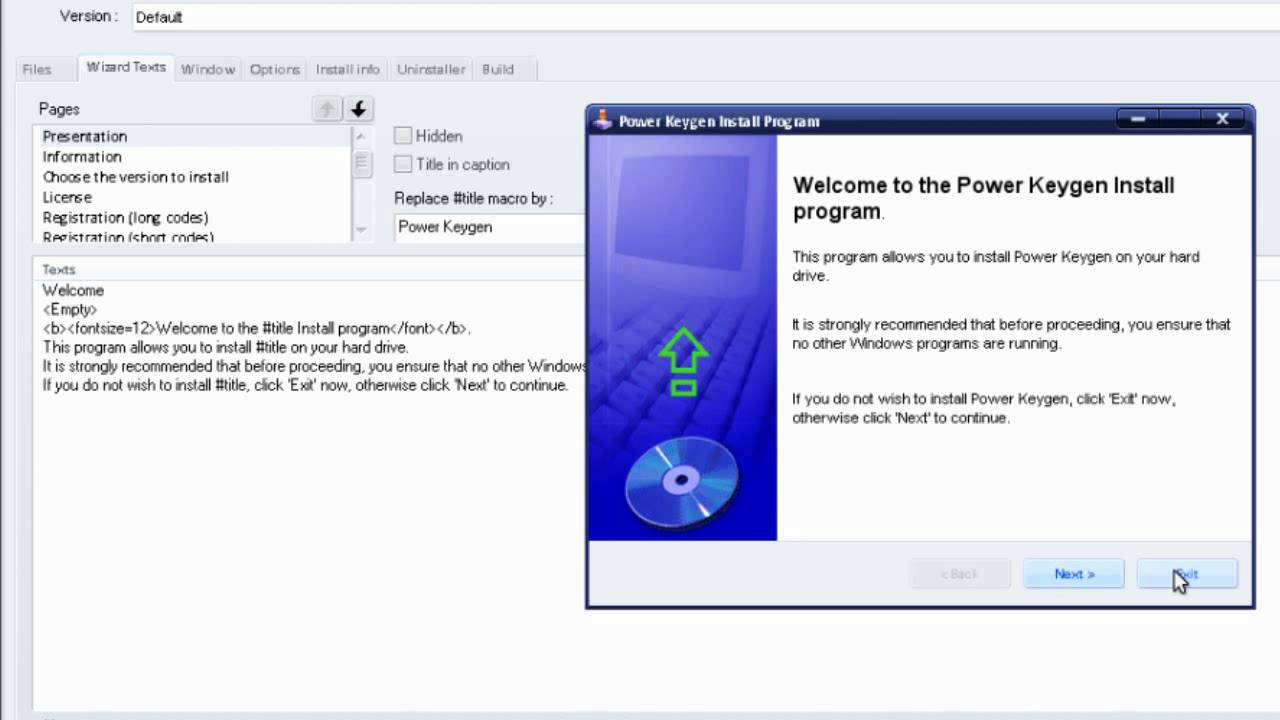 Version :
Default
Files
Wizard Texts
Window
Options
Install info
Uninstaller
Build
Pages
Presentation
Information
Choose the version to install
License
Registration (long codes)
Registration (short codes)
Hidden
Title in caption
Replace #title macro by :
Power Keygen
Texts
Welcome
<Empty>
<b><fontsize=12>Welcome to the #title Install program</font></b>.
This program allows you to install #title on your hard drive.
It is strongly recommended that before proceeding, you ensure that no other Windows
If you do not wish to install #title, click 'Exit' now, otherwise click 'Next' to continue.
Power Keygen Install Program
Welcome to the Power Keygen Install
program.
This program allows you to install Power Keygen on your hard
drive.
It is strongly recommended that before proceeding, you ensure that
no other Windows programs are running.
If you do not wish to install Power Keygen, click 'Exit' now,
otherwise click 'Next' to continue.
< Back
Next >
Exit